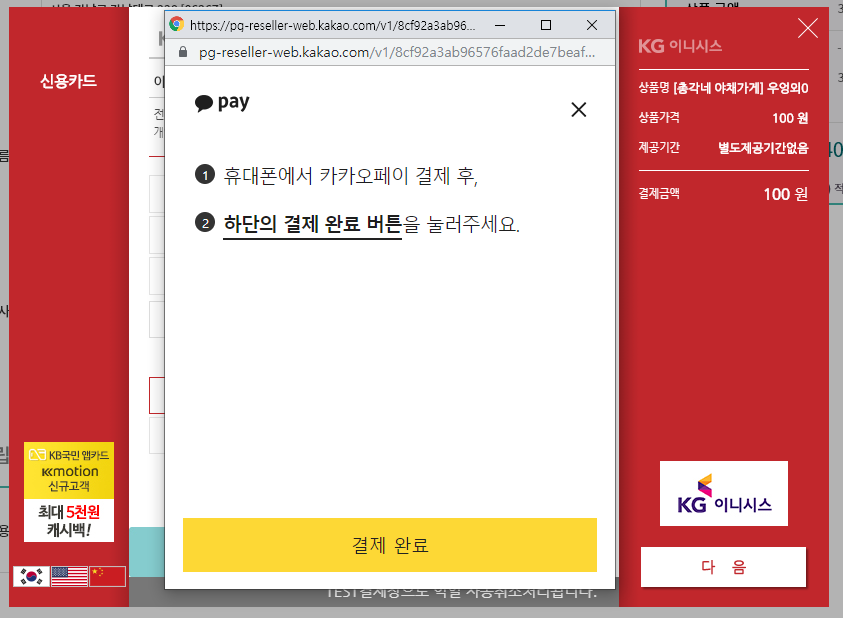 https://pg-reseller-web.kakao.com/v1/8cf92a3ab96...
pg-reseller-web.kakao.com/v1/8cf92a3ab96576faad2de7beaf...
pay
1 휴대폰에서 카카오페이 결제 후,
2 하단의 결제 완료 버튼을 눌러주세요.
결제 완료
신용카드
KB국민 앱카드
K-motion
신규고객
최대 5천원
캐시백!
KG 이니시스
상품명 [총각네 야채가게] 우엉외0
상품가격 100 원
제공기간 별도제공기간없음
결제금액 100 원
KG 이니시스
다 음
TEST결제창으로 익일 자동취소처리됩니다.